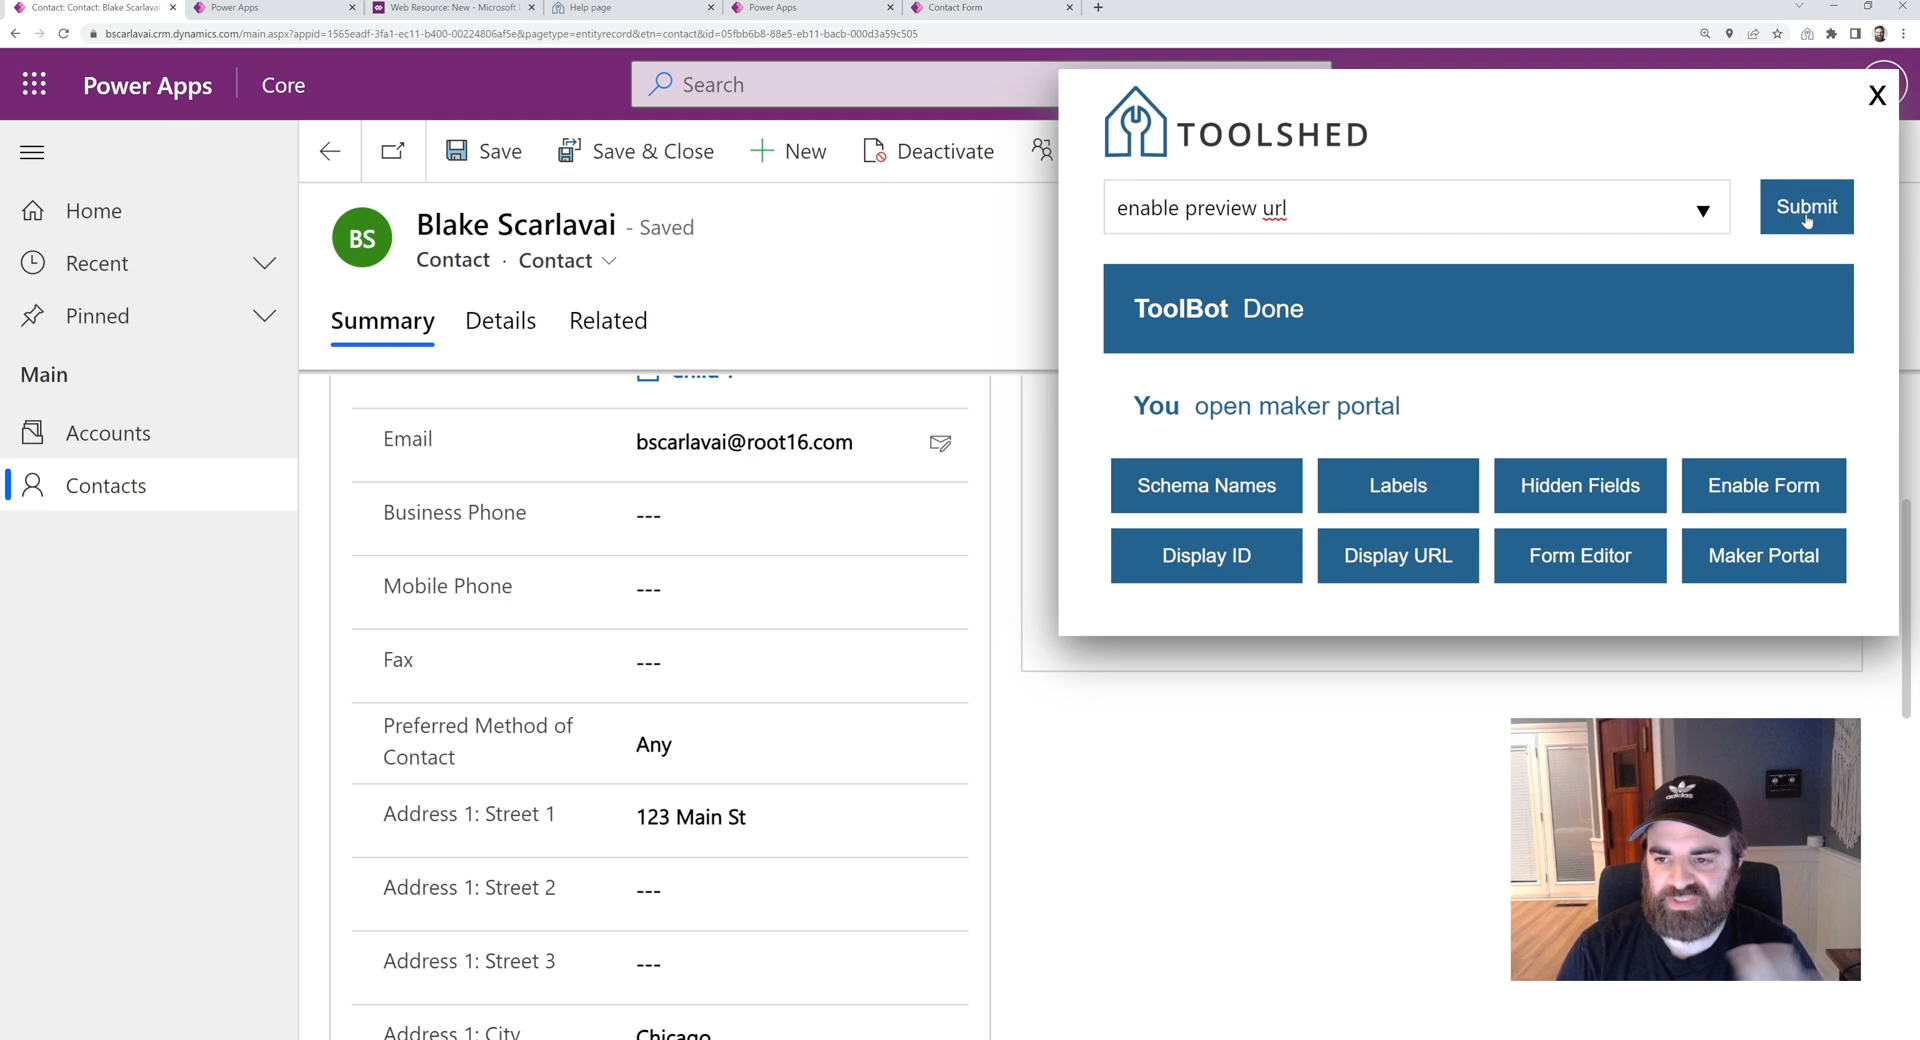 Contact: Contact: Blake Scarlavai
Power Apps
Web Resource: New - Microsoft
Help page
Power Apps
Contact Form
bscarlavai.crm.dynamics.com/main.aspx?appid=1565eadf-3fa1-ec11-b400-00224806af5e&pagetype=entityrecord&etn=contact&id=05fbb6b8-88e5-eb11-bacb-000d3a59c505
Power Apps
Core
Search
X
TOOLSHED
Save
Save & Close
New
Deactivate
enable preview url
Submit
Home
Recent
Pinned
Main
Accounts
Contacts
BS
Blake Scarlavai - Saved
Contact · Contact
Summary
Details
Related
ToolBot Done
You open maker portal
Schema Names
Labels
Hidden Fields
Enable Form
Display ID
Display URL
Form Editor
Maker Portal
Email
bscarlavai@root16.com
Business Phone
---
Mobile Phone
---
Fax
---
Preferred Method of
Contact
Any
Address 1: Street 1
123 Main St
Address 1: Street 2
---
Address 1: Street 3
---
Address 1: City
Chicago
adidas